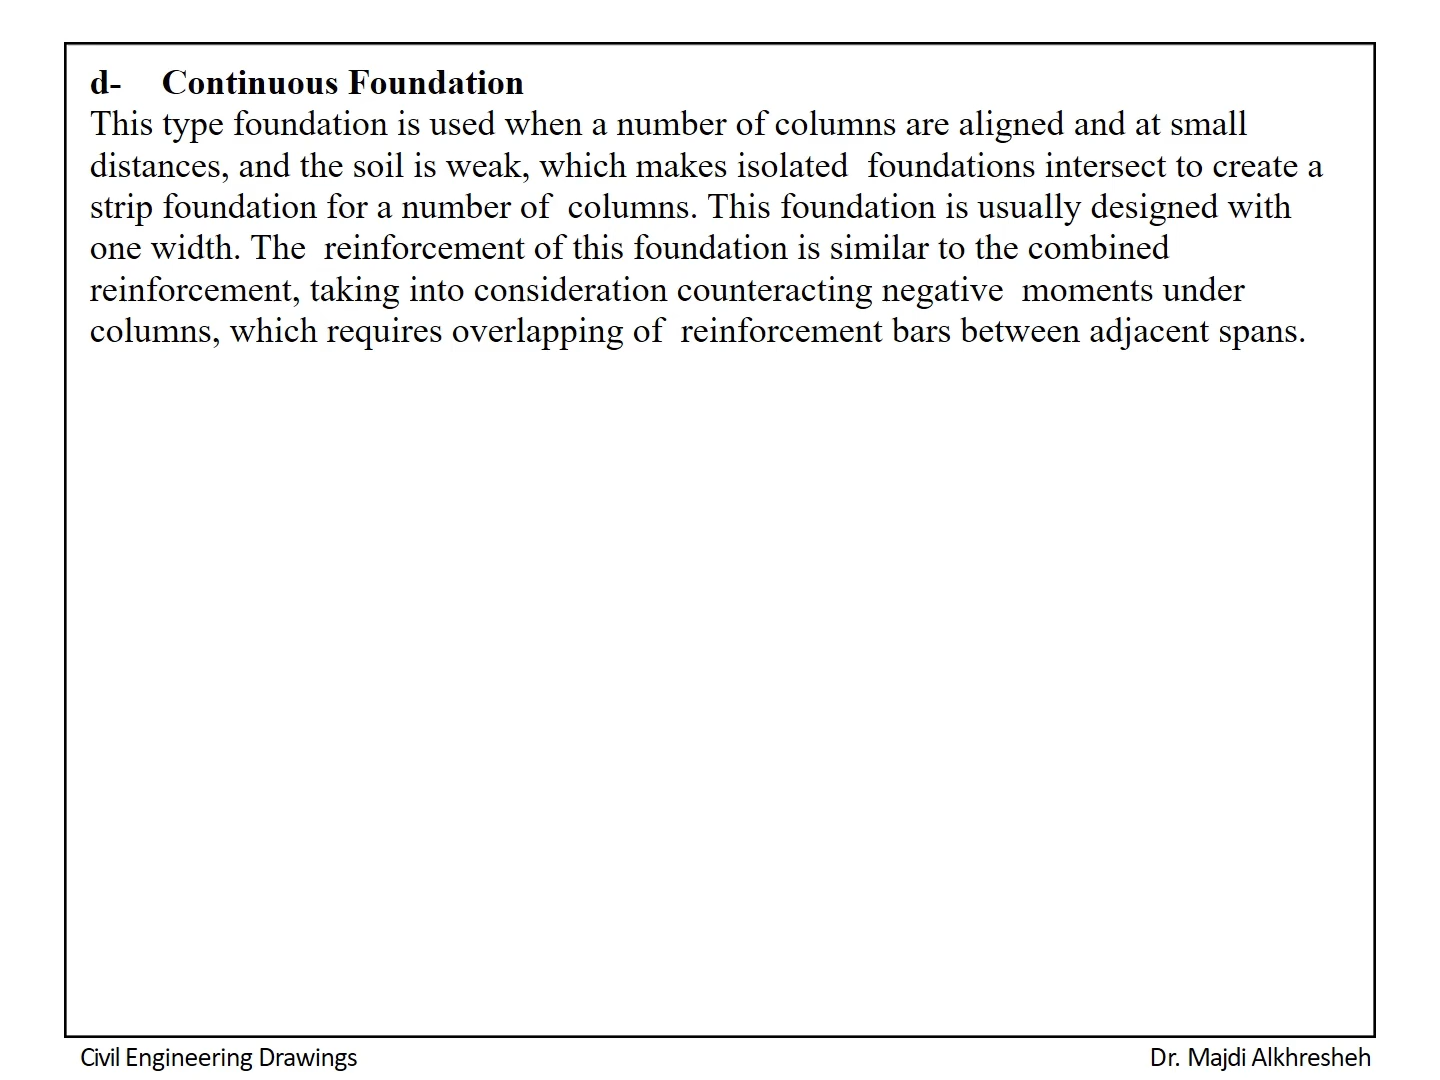 d- Continuous Foundation
This type foundation is used when a number of columns are aligned and at small
distances, and the soil is weak, which makes isolated foundations intersect to create a
strip foundation for a number of columns. This foundation is usually designed with
one width. The reinforcement of this foundation is similar to the combined
reinforcement, taking into consideration counteracting negative moments under
columns, which requires overlapping of reinforcement bars between adjacent spans.
Civil Engineering Drawings
Dr. Majdi Alkhresheh